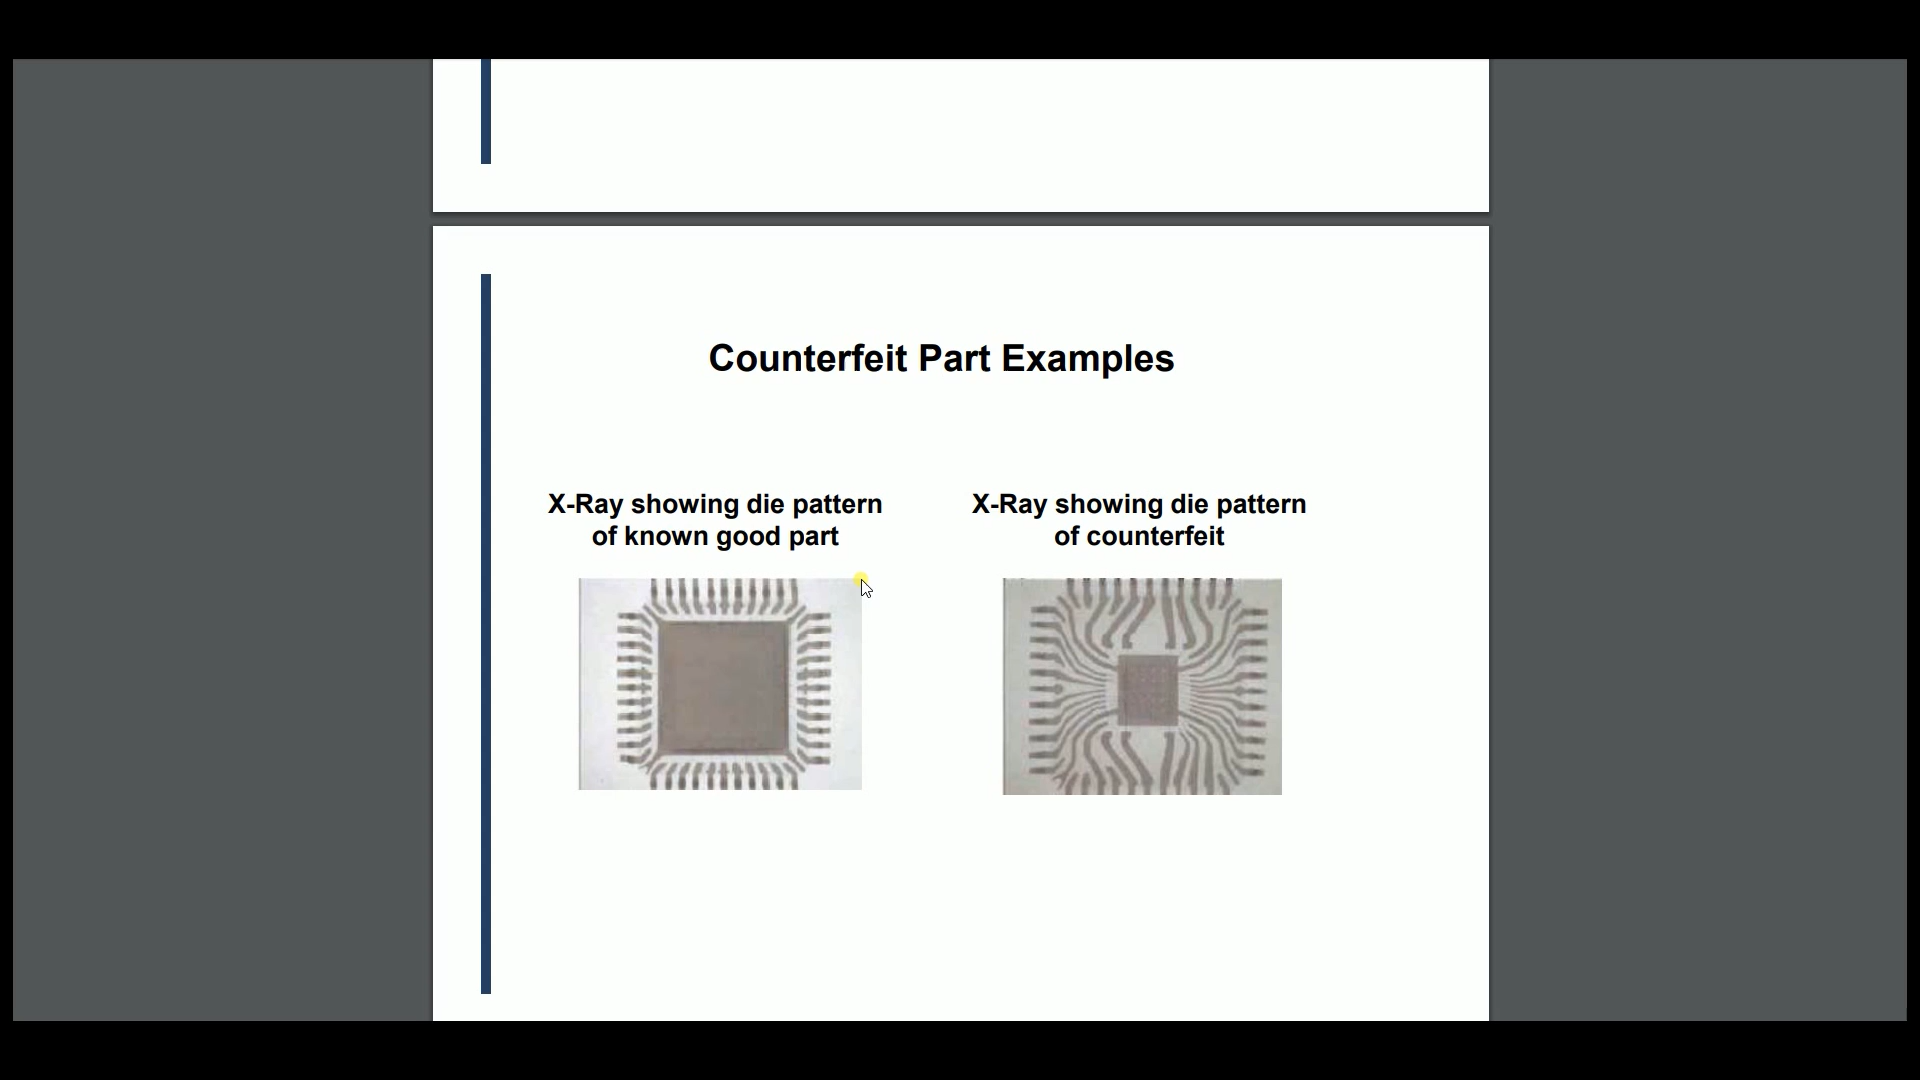 Counterfeit Part Examples
X-Ray showing die pattern
of known good part
X-Ray showing die pattern
of counterfeit